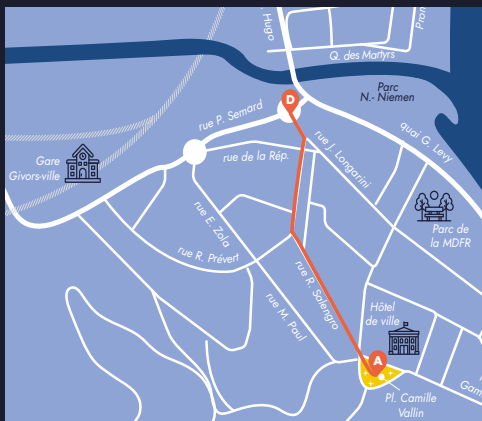 Hugo
Q. des Martyrs
Parc
N.- Niemen
D
rue P. Semard
quai G. Levy
rue J. Longarini
rue de la Rép.
Gare
Givors-ville
rue E. Zola
Parc de
la MDFR
rue R. Prévert
rue R. Salengro
rue M. Paul
Hôtel
de ville
A
Pl. Camille
Vallin